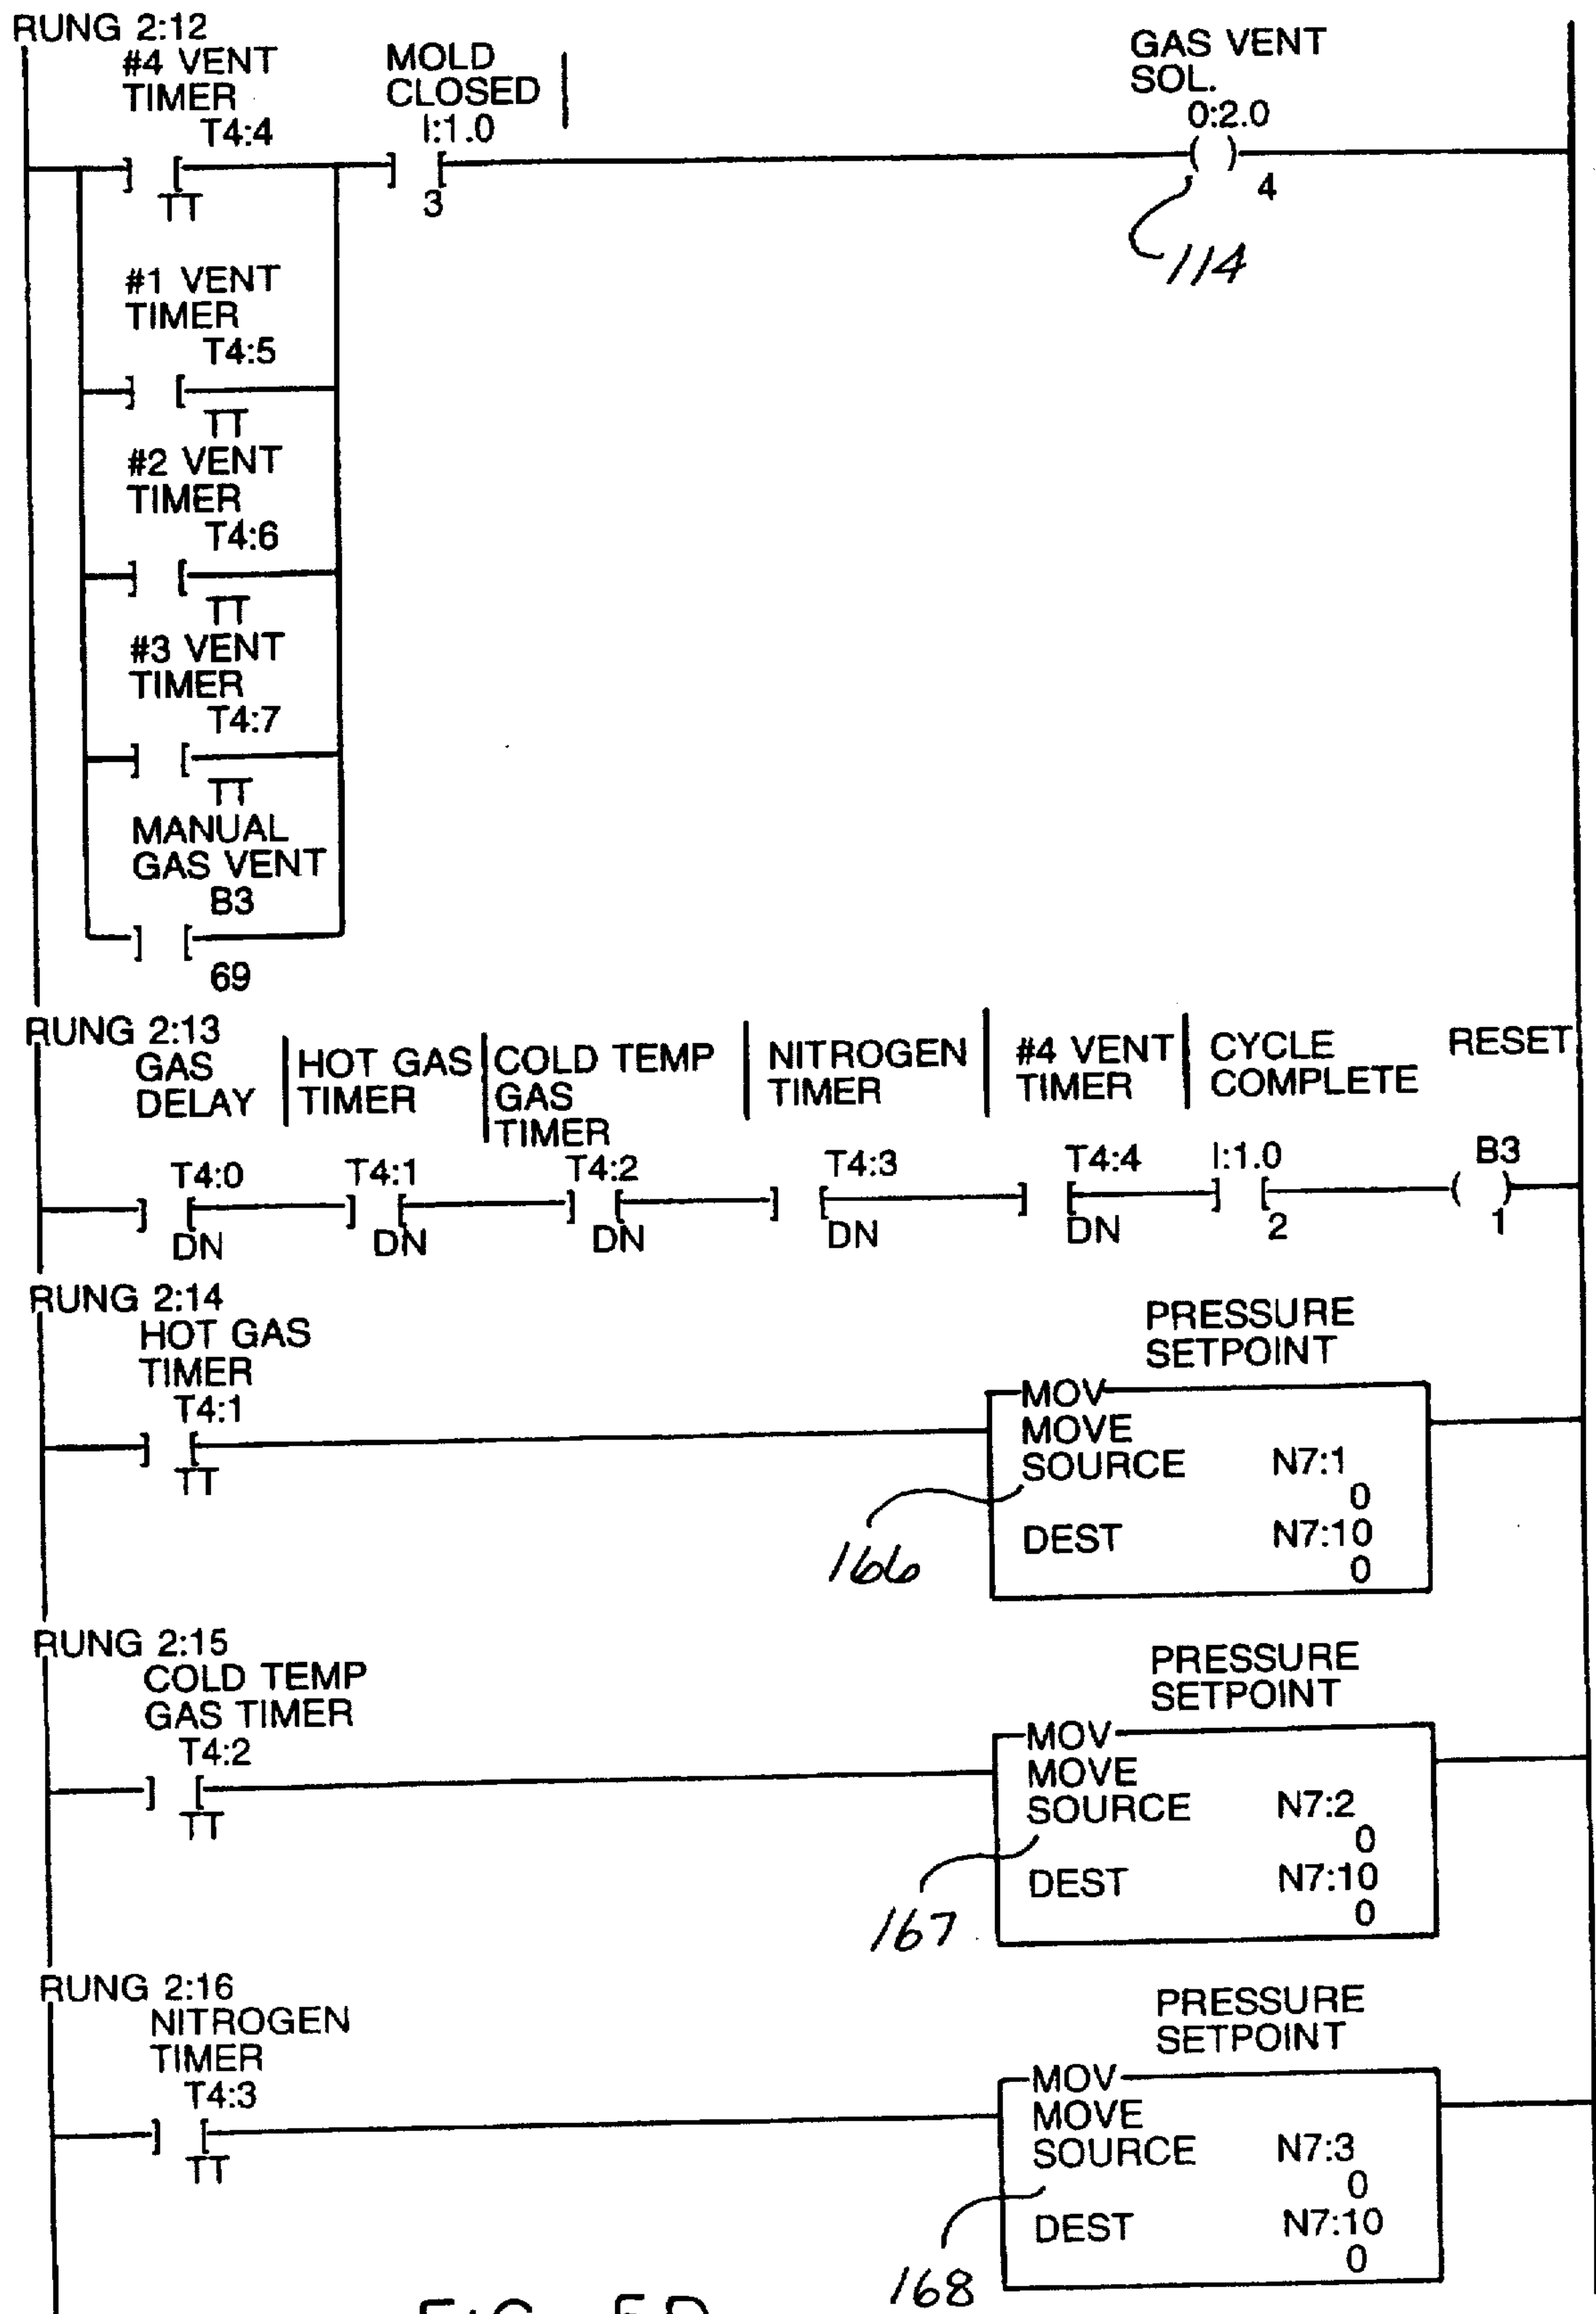 RUNG 2:12
#4 VENT TIMER
T4:4
TT
MOLD CLOSED
I:1.0
3
GAS VENT SOL.
0:2.0
4
114
#1 VENT TIMER
T4:5
TT
#2 VENT TIMER
T4:6
TT
#3 VENT TIMER
T4:7
TT
MANUAL GAS VENT
B3
69
RUNG 2:13
GAS DELAY
T4:0
DN
HOT GAS TIMER
T4:1
DN
COLD TEMP GAS TIMER
T4:2
DN
NITROGEN TIMER
T4:3
DN
#4 VENT TIMER
T4:4
DN
CYCLE COMPLETE
I:1.0
2
RESET
B3
1
RUNG 2:14
HOT GAS TIMER
T4:1
TT
PRESSURE SETPOINT
MOV
MOVE
SOURCE N7:1
0
DEST N7:10
0
166
RUNG 2:15
COLD TEMP GAS TIMER
T4:2
TT
PRESSURE SETPOINT
MOV
MOVE
SOURCE N7:2
0
DEST N7:10
0
167
RUNG 2:16
NITROGEN TIMER
T4:3
TT
PRESSURE SETPOINT
MOV
MOVE
SOURCE N7:3
0
DEST N7:10
0
168